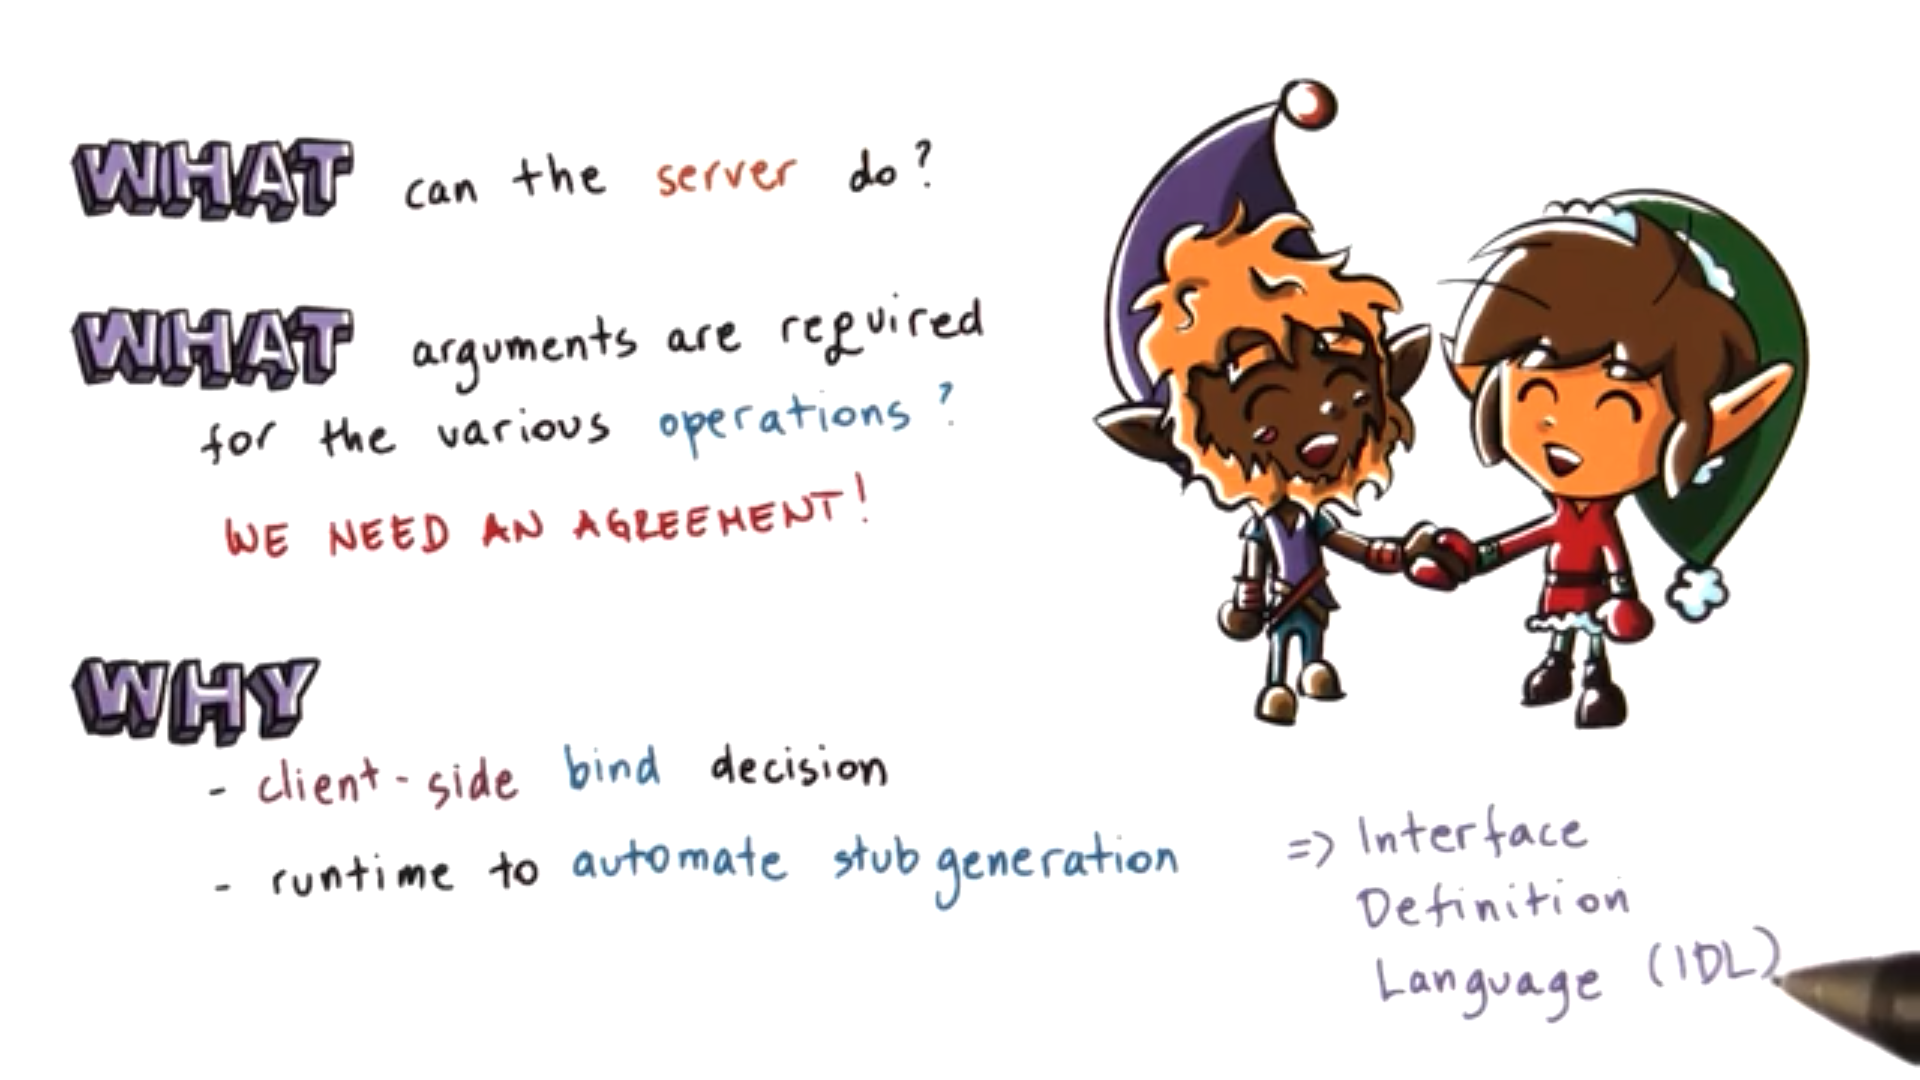 WHAT can the server do?
WHAT arguments are required
for the various operations?
WE NEED AN AGREEMENT!
WHY
- client-side bind decision
- runtime to automate stub generation
=> Interface
Definition
Language (IDL)